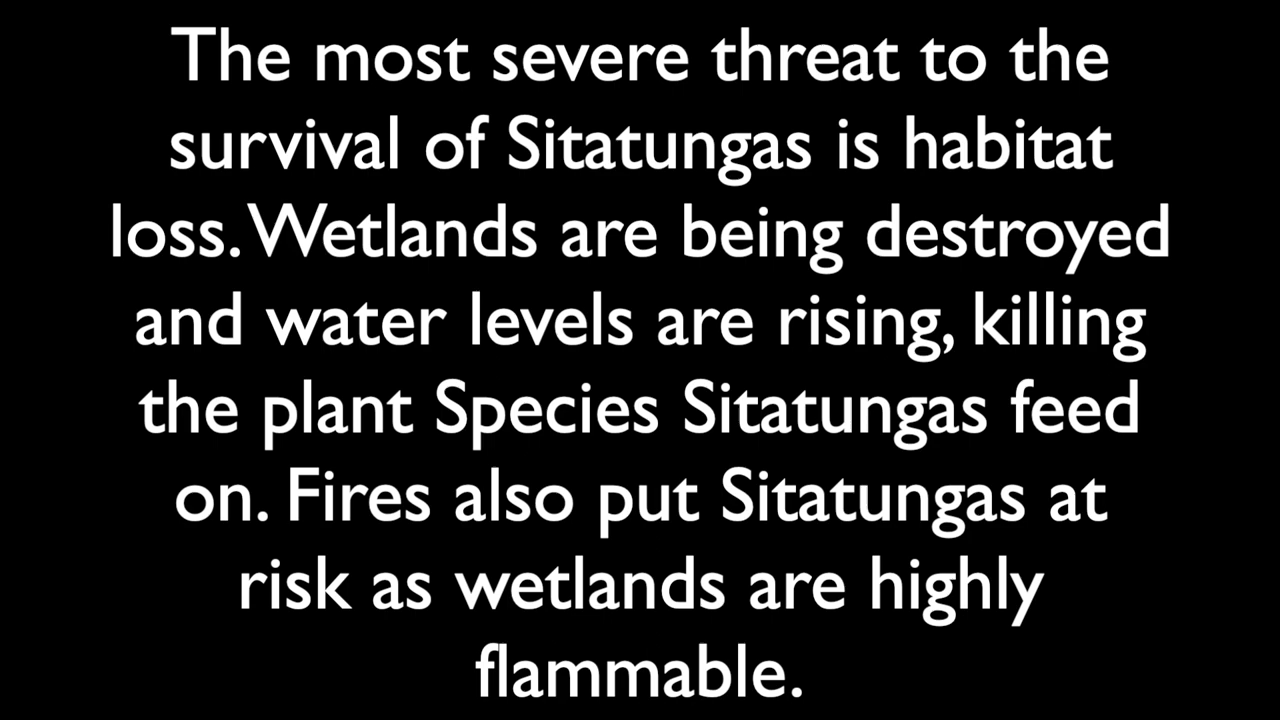 The most severe threat to the
survival of Sitatungas is habitat
loss. Wetlands are being destroyed
and water levels are rising, killing
the plant Species Sitatungas feed
on. Fires also put Sitatungas at
risk as wetlands are highly
flammable.